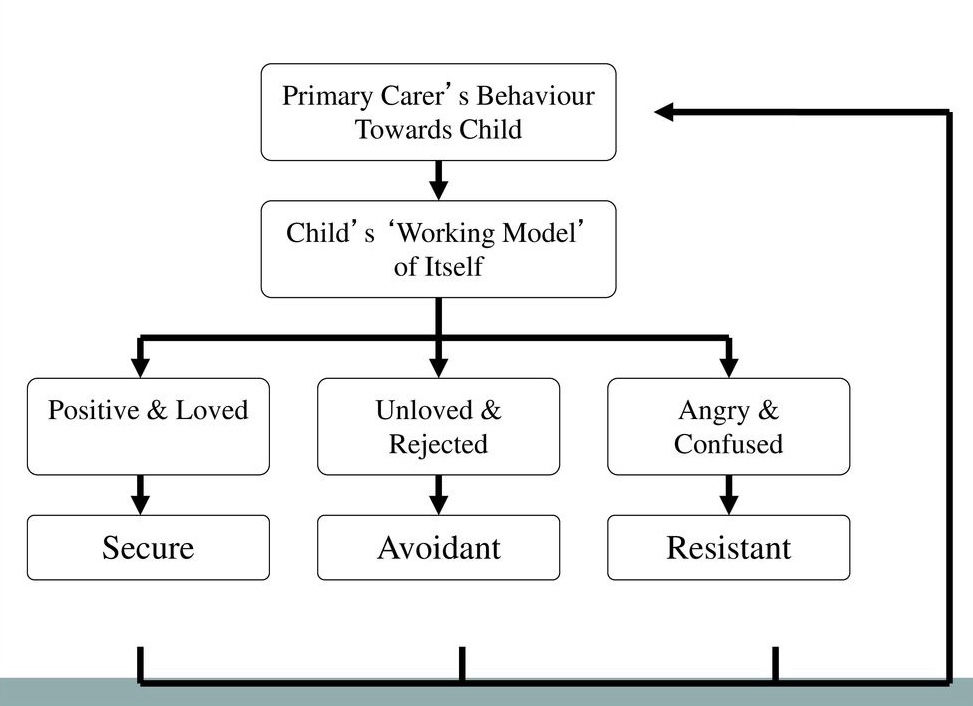 Primary Carer’s Behaviour
Towards Child
Child’s ‘Working Model’
of Itself
Positive & Loved
Unloved &
Rejected
Angry &
Confused
Secure
Avoidant
Resistant